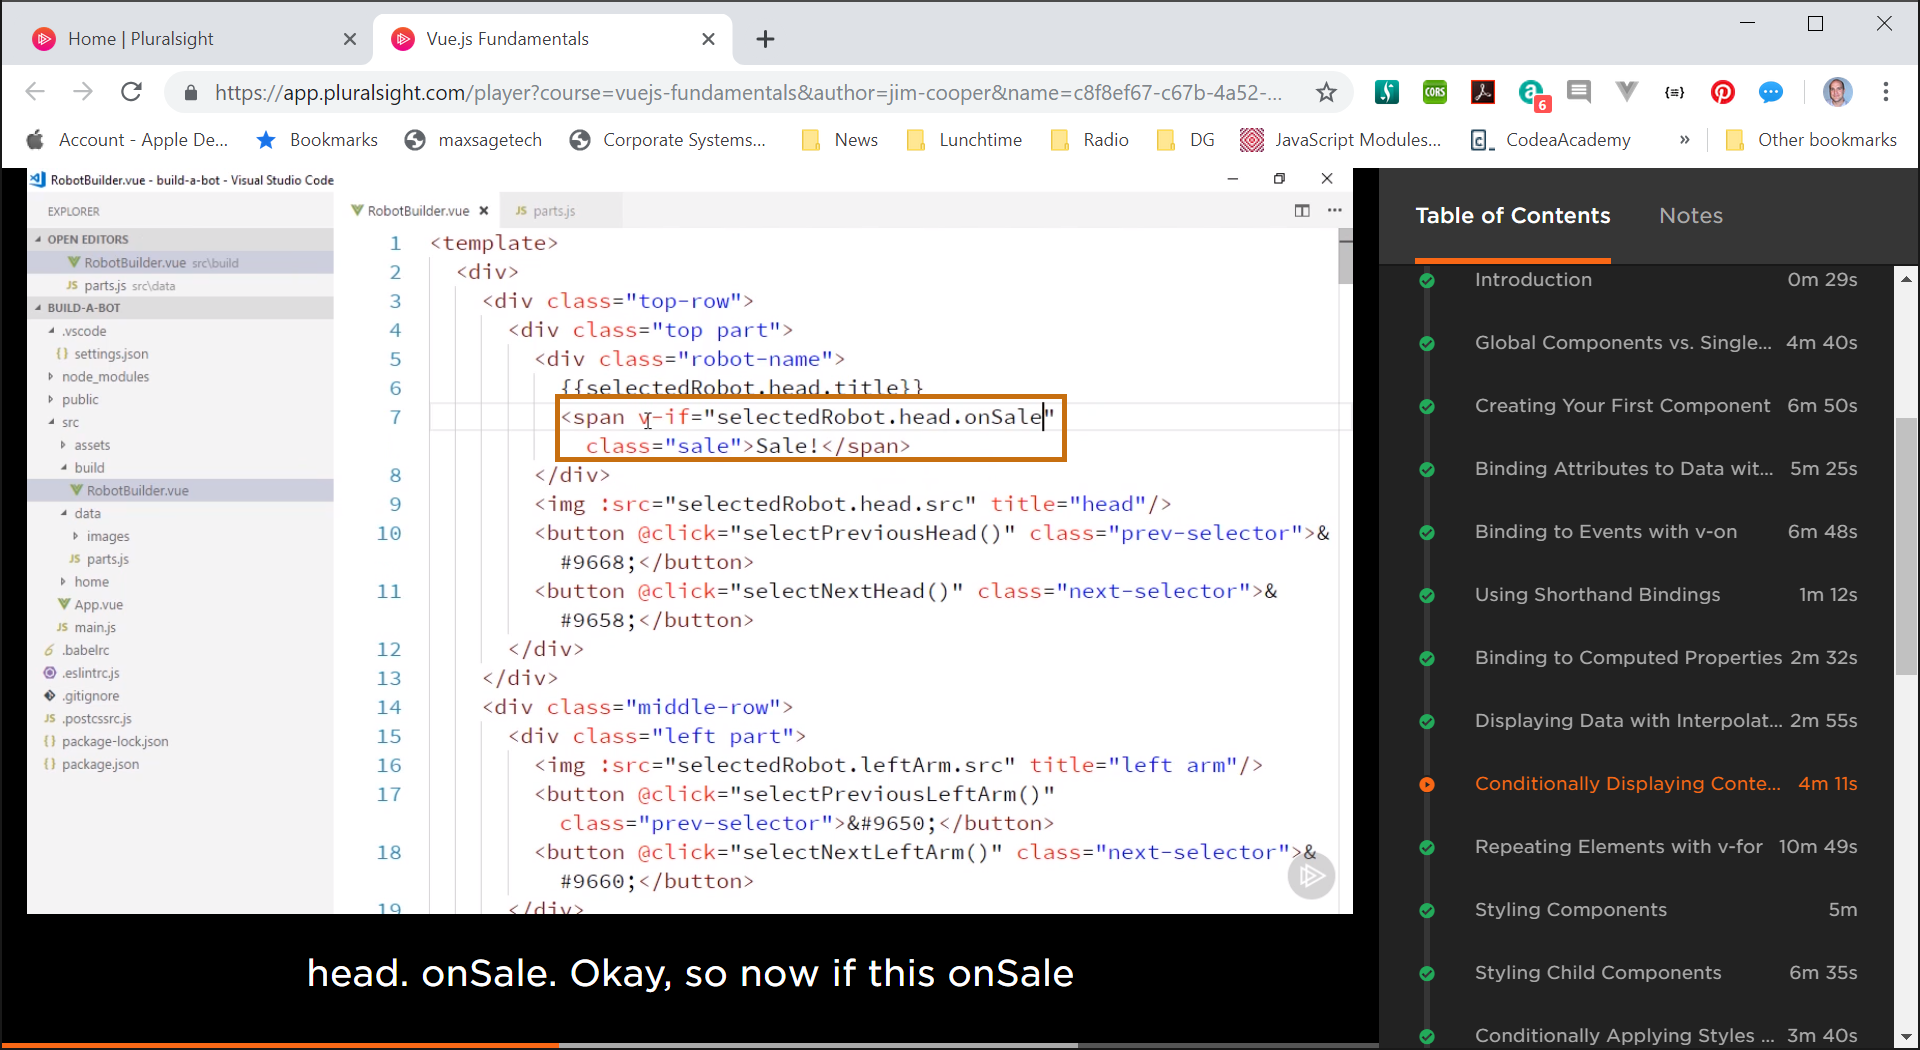 Home | Pluralsight
Vue.js Fundamentals
https://app.pluralsight.com/player?course=vuejs-fundamentals&author=jim-cooper&name=c8f8ef67-c67b-4a52-...
CORS
6
Account - Apple De...
Bookmarks
maxsagetech
Corporate Systems...
News
Lunchtime
Radio
DG
JavaScript Modules...
CodeaAcademy
»
Other bookmarks
RobotBuilder.vue - build-a-bot - Visual Studio Code
EXPLORER
OPEN EDITORS
RobotBuilder.vue src\build
JS parts.js src\data
BUILD-A-BOT
.vscode
{} settings.json
node_modules
public
src
assets
build
RobotBuilder.vue
data
images
JS parts.js
home
App.vue
JS main.js
.babelrc
.eslintrc.js
.gitignore
JS .postcssrc.js
{} package-lock.json
{} package.json
RobotBuilder.vue
JS parts.js
1 <template>
2 <div>
3 <div class="top-row">
4 <div class="top part">
5 <div class="robot-name">
6 {{selectedRobot.head.title}}
7 <span v-if="selectedRobot.head.onSale"
class="sale">Sale!</span>
8 </div>
9 <img :src="selectedRobot.head.src" title="head"/>
10 <button @click="selectPreviousHead()" class="prev-selector">&
#9668;</button>
11 <button @click="selectNextHead()" class="next-selector">&
#9658;</button>
12 </div>
13 </div>
14 <div class="middle-row">
15 <div class="left part">
16 <img :src="selectedRobot.leftArm.src" title="left arm"/>
17 <button @click="selectPreviousLeftArm()"
class="prev-selector">&#9650;</button>
18 <button @click="selectNextLeftArm()" class="next-selector">&
#9660;</button>
19 </div>
head. onSale. Okay, so now if this onSale
Table of Contents
Notes
Introduction 0m 29s
Global Components vs. Single... 4m 40s
Creating Your First Component 6m 50s
Binding Attributes to Data wit... 5m 25s
Binding to Events with v-on 6m 48s
Using Shorthand Bindings 1m 12s
Binding to Computed Properties 2m 32s
Displaying Data with Interpolat... 2m 55s
Conditionally Displaying Conte... 4m 11s
Repeating Elements with v-for 10m 49s
Styling Components 5m
Styling Child Components 6m 35s
Conditionally Applying Styles ... 3m 40s